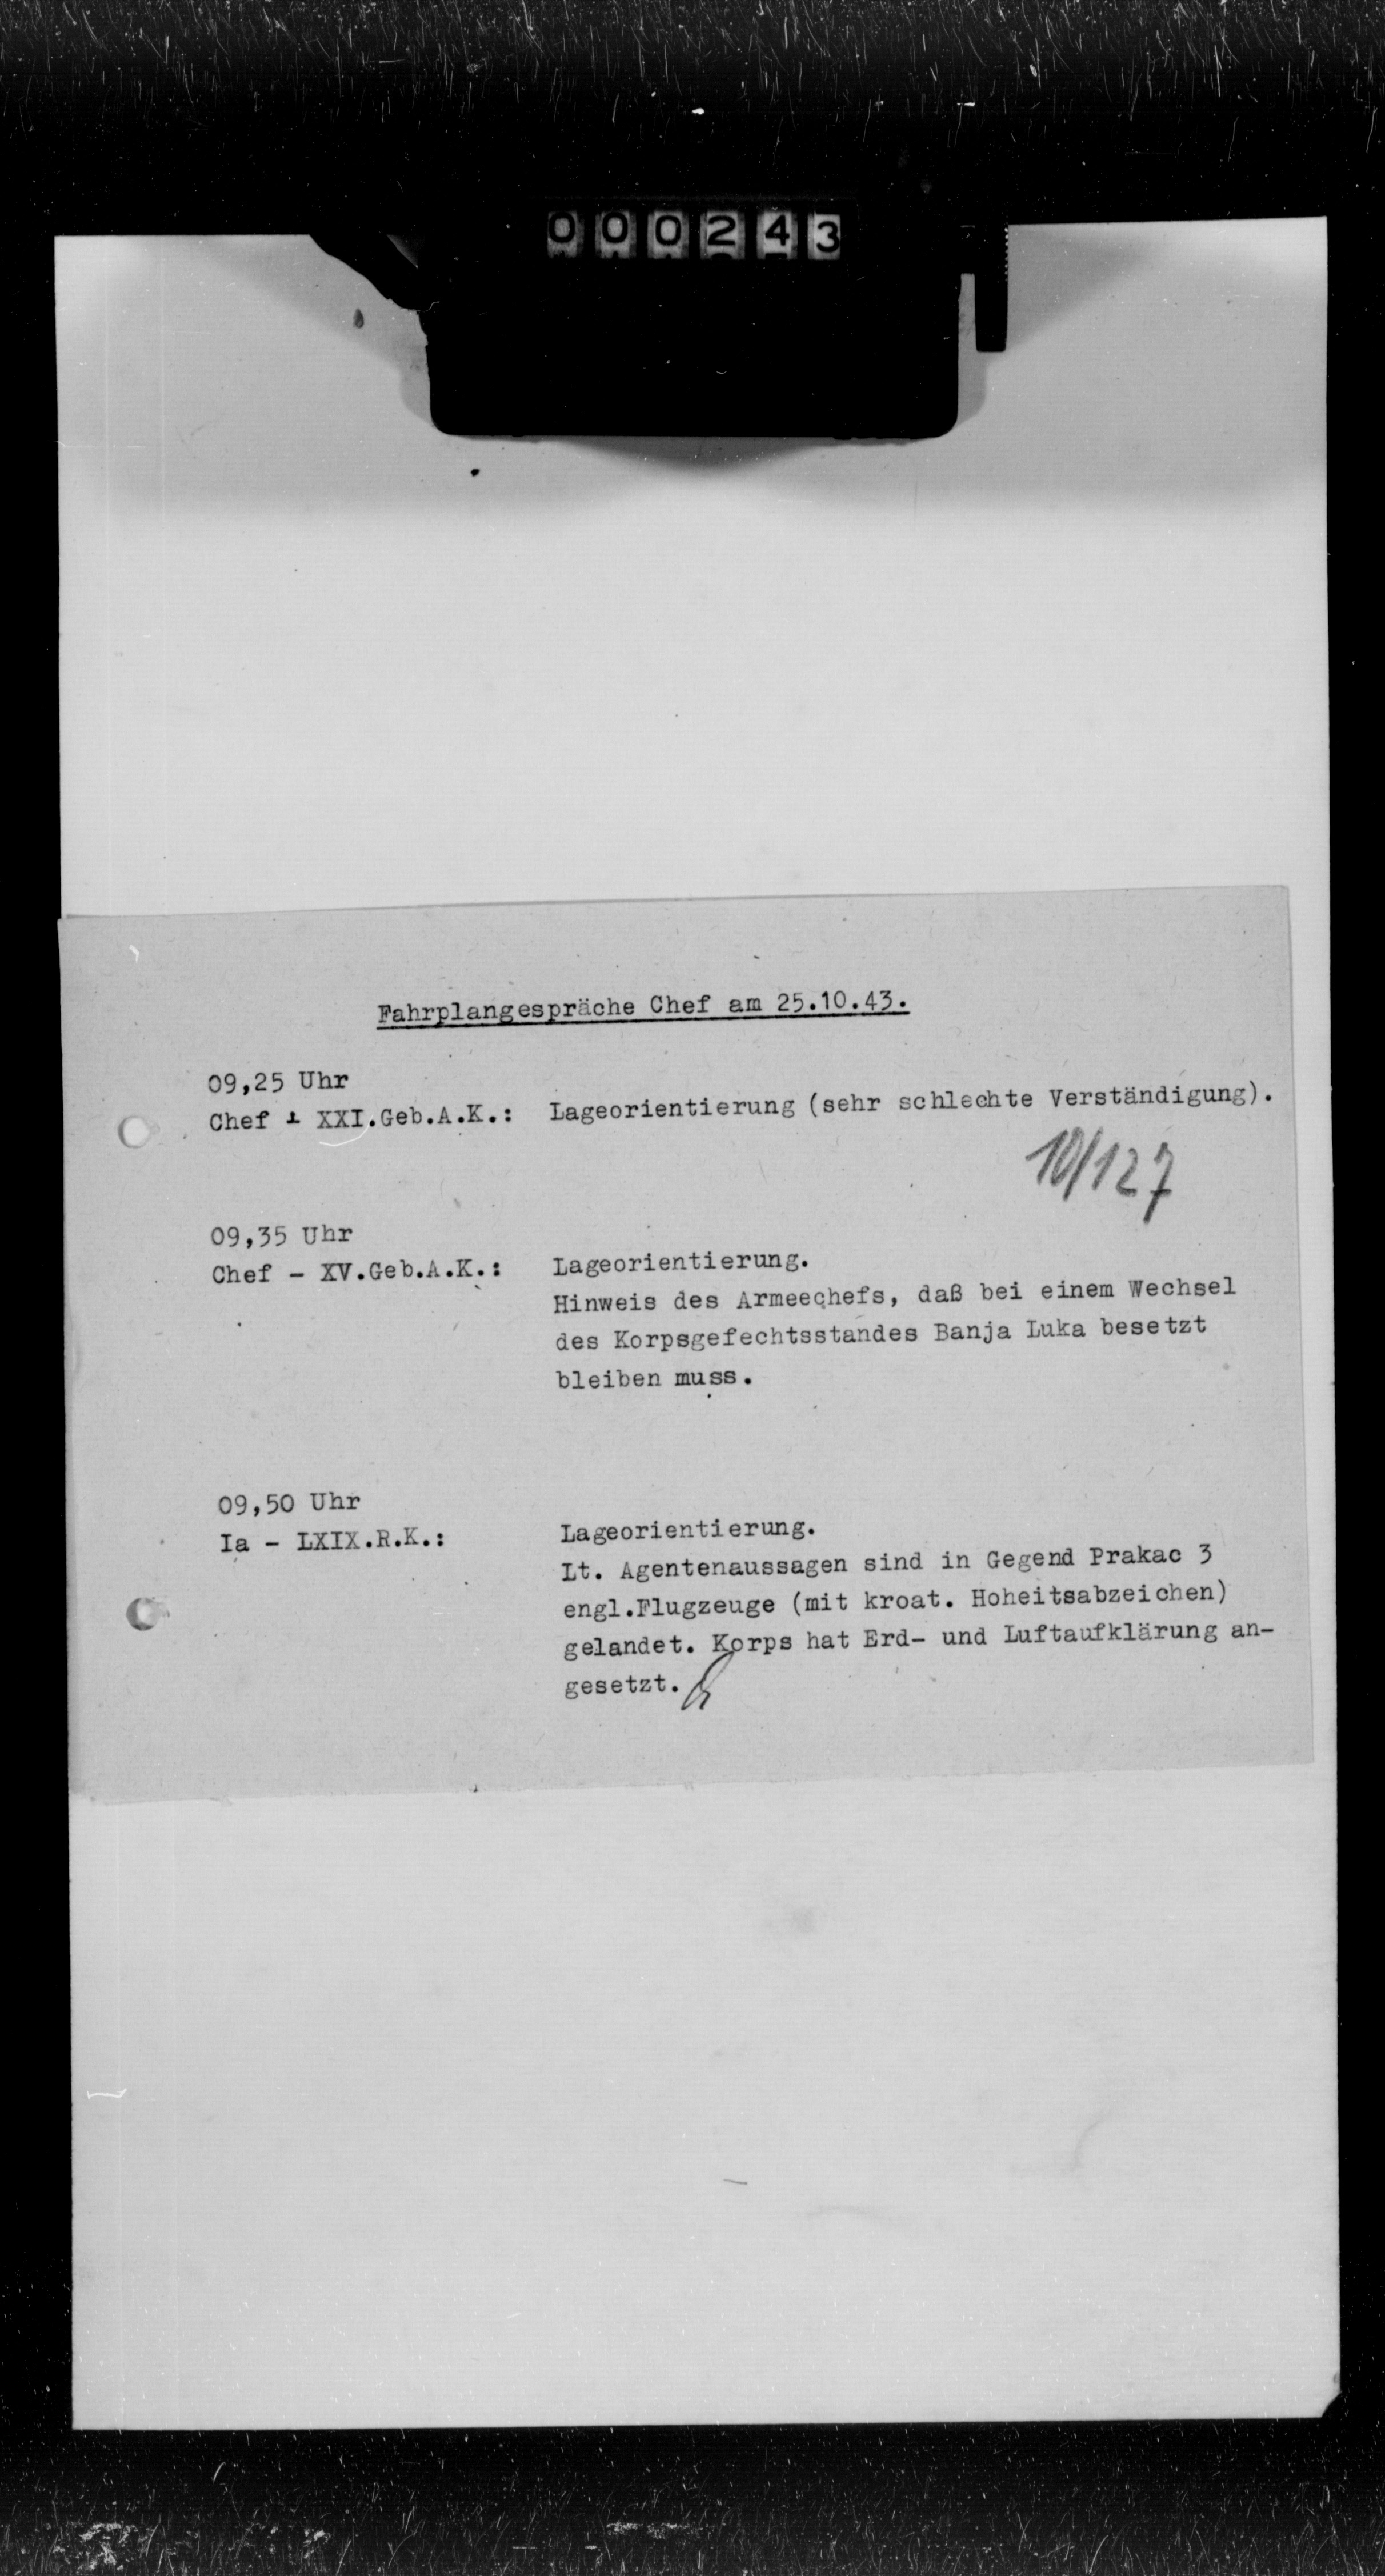 000243
Fahrplangespräche Chef am 25.10.43.
09,25 Uhr
Chef - XXI.Geb.A.K.: Lageorientierung (sehr schlechte Verständigung).
10/127
09,35 Uhr
Chef - XV.Geb.A.K.: Lageorientierung.
Hinweis des Armeechefs, daß bei einem Wechsel
des Korpsgefechtsstandes Banja Luka besetzt
bleiben muss.
09,50 Uhr
Ia - LXIX.R.K.: Lageorientierung.
Lt. Agentenaussagen sind in Gegend Prakac 3
engl.Flugzeuge (mit kroat. Hoheitsabzeichen)
gelandet. Korps hat Erd- und Luftaufklärung an-
gesetzt.